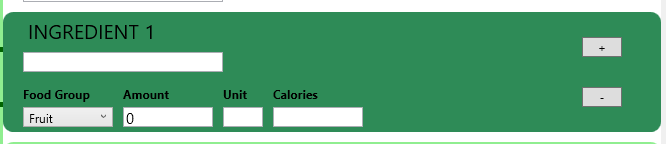 INGREDIENT 1
+
Food Group Amount Unit Calories
-
Fruit 0